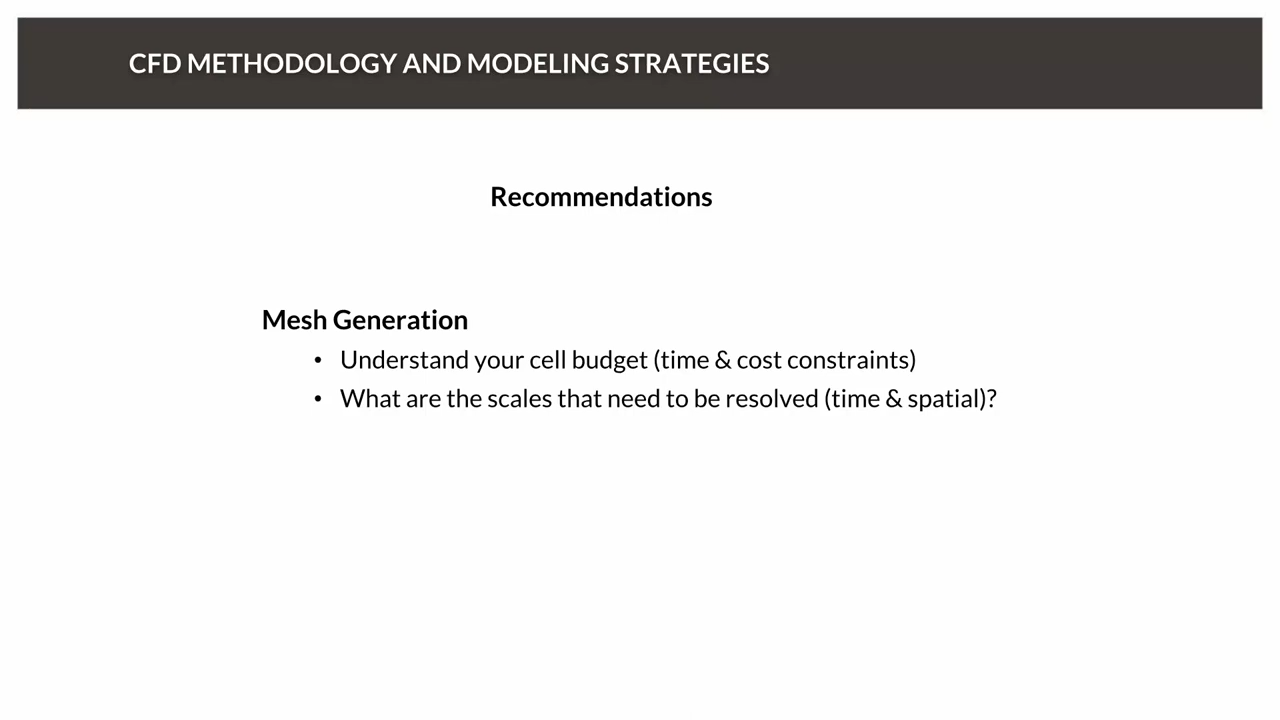 CFD METHODOLOGY AND MODELING STRATEGIES
Recommendations
Mesh Generation
• Understand your cell budget (time & cost constraints)
• What are the scales that need to be resolved (time & spatial)?